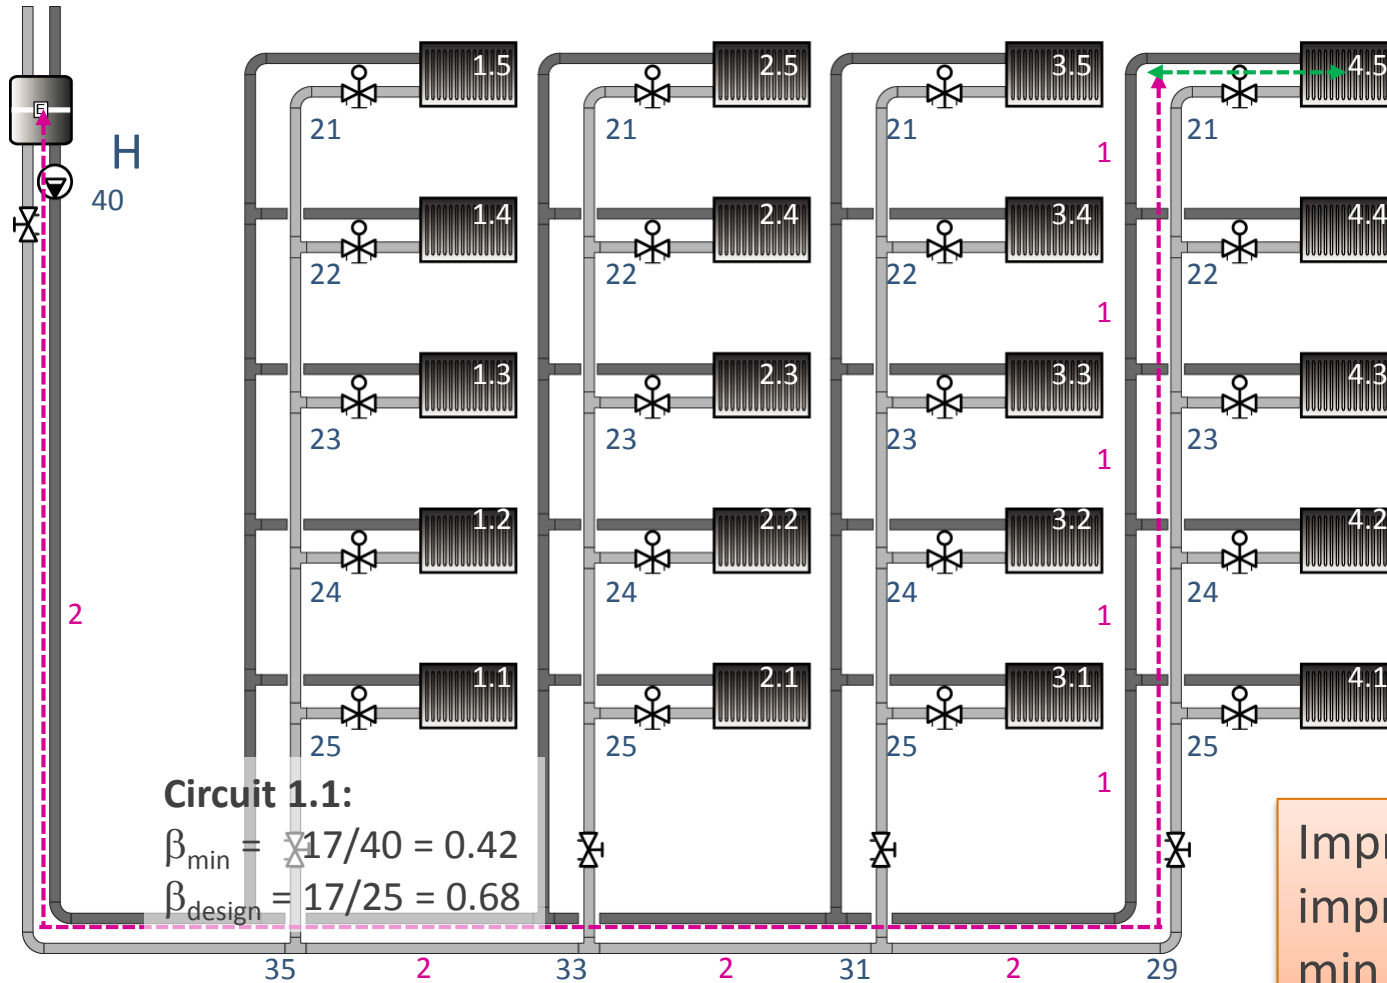 1.5 2.5 3.5 4.5
E
21 21 21 21
H
1 
40
1.4 2.4 3.4 4.4
22 22 22 22
1
1.3 2.3 3.3 4.3
23 23 23 23
1
1.2 2.2 3.2 4.2
24 24 24 24
2 1
1.1 2.1 3.1 4.1
25 25 25 25
1
Circuit 1.1:
βmin = 17/40 = 0.42
βdesign = 17/25 = 0.68
Impr
impr
min
35 2 33 2 31 2 29